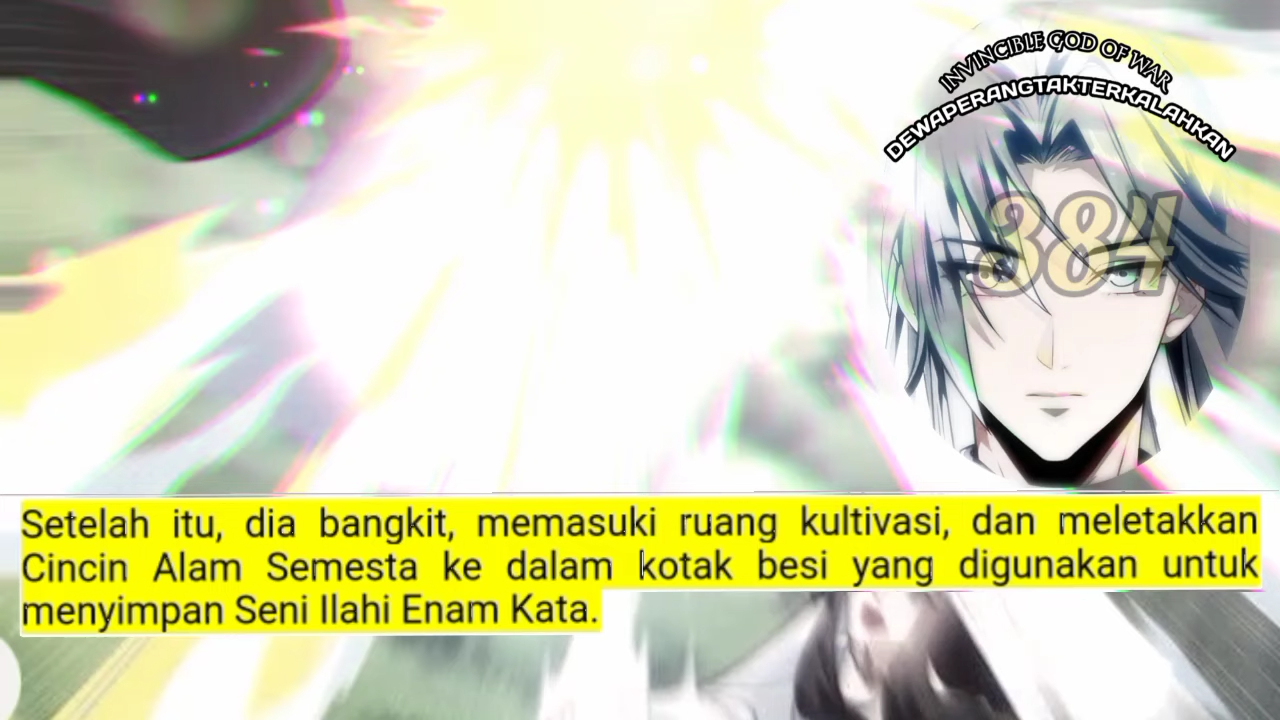 INVINCIBLE GOD OF WAR
DEWAPERANGTAKTERKALAHKAN
384
Setelah itu, dia bangkit, memasuki ruang kultivasi, dan meletakkan
Cincin Alam Semesta ke dalam kotak besi yang digunakan untuk
menyimpan Seni Ilahi Enam Kata.